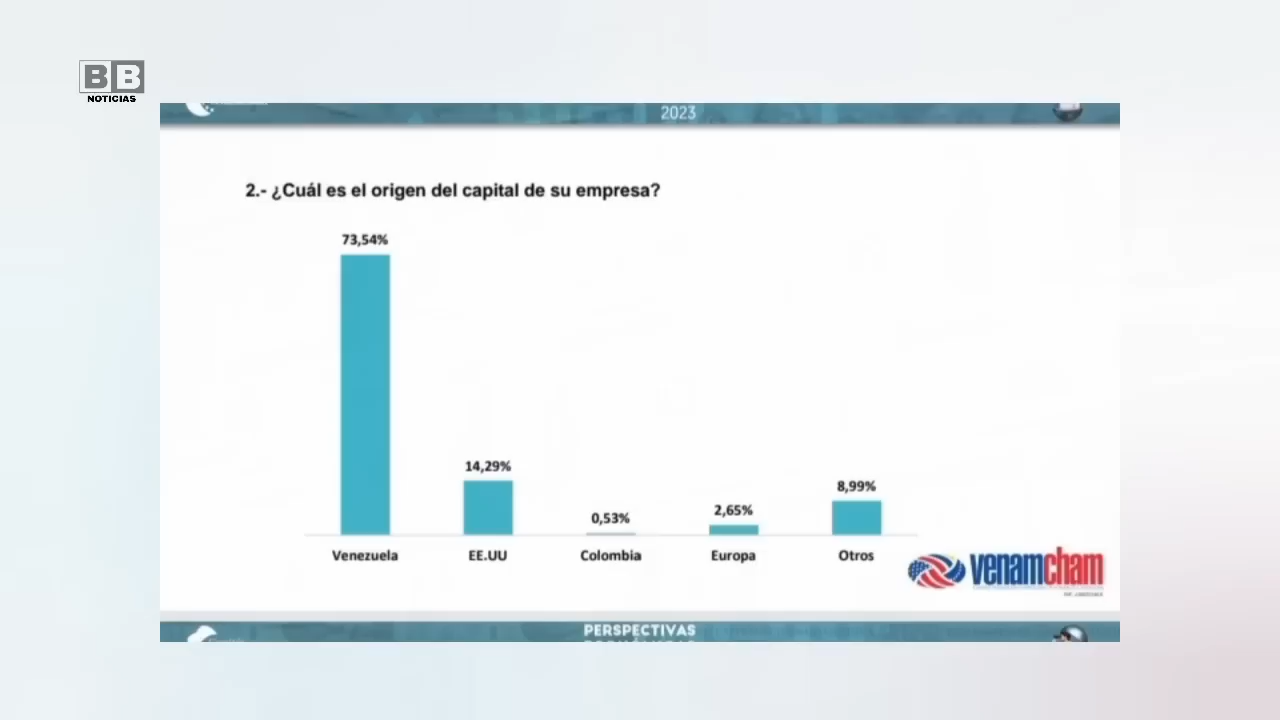 BB
NOTICIAS
2023
2.- ¿Cuál es el origen del capital de su empresa?
73,54%
14,29%
0,53%
2,65%
8,99%
Venezuela
EE.UU
Colombia
Europa
Otros
venamcham
PERSPECTIVAS